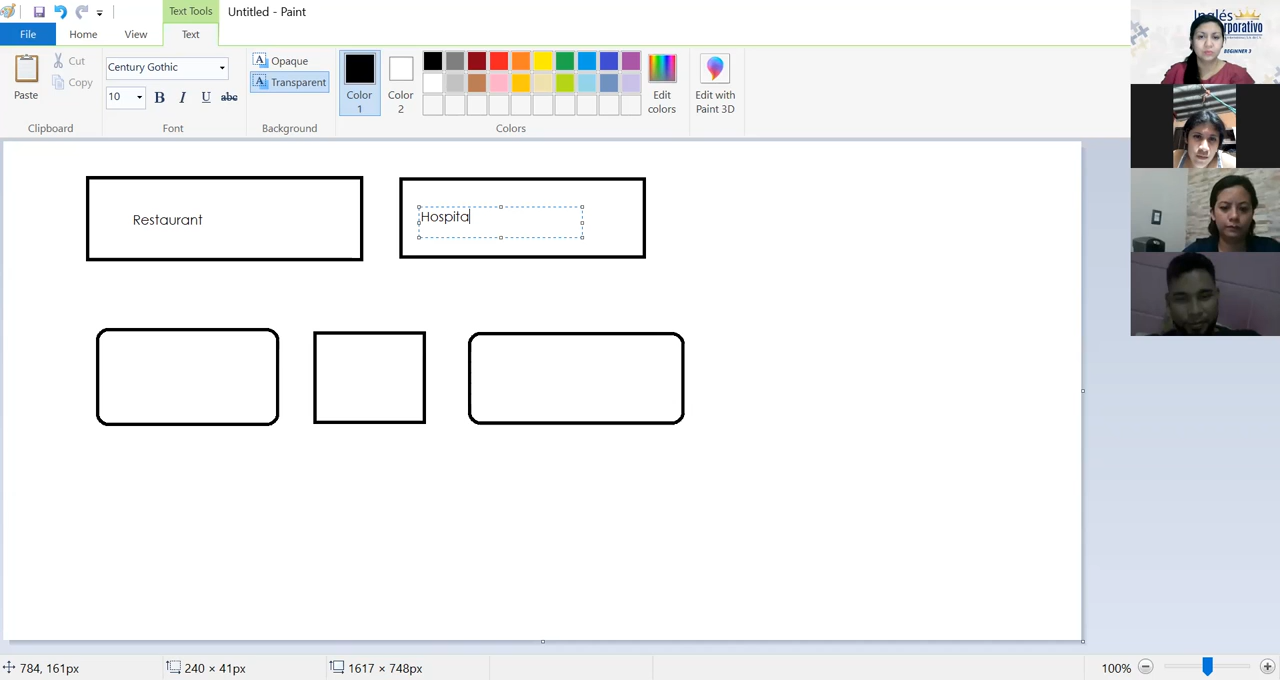 Text Tools
Untitled - Paint
File
Home
View
Text
Paste
Cut
Copy
Clipboard
Century Gothic
10
B I U abc
Font
Opaque
Transparent
Background
Color 1
Color 2
Edit colors
Edit with Paint 3D
Colors
Restaurant
Hospita
Inglés
BEGINNER 3
784, 161px
240 × 41px
1617 × 748px
100%